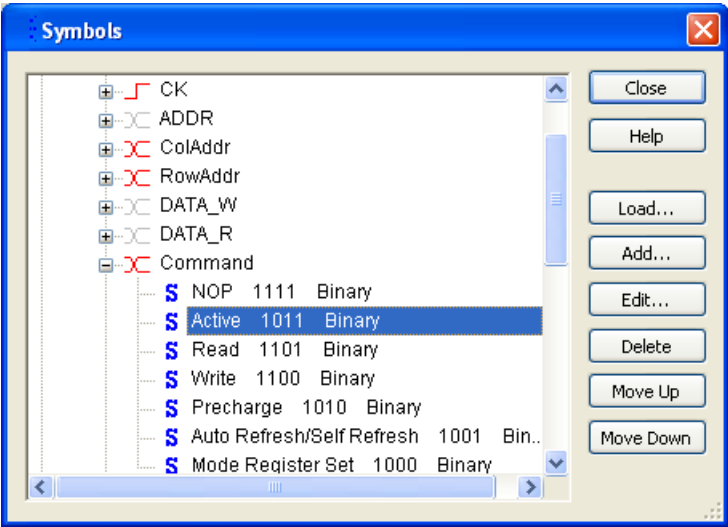 Symbols
CK
ADDR
ColAddr
RowAddr
DATA_W
DATA_R
Command
S NOP 1111 Binary
S Active 1011 Binary
S Read 1101 Binary
S Write 1100 Binary
S Precharge 1010 Binary
S Auto Refresh/Self Refresh 1001 Bin..
S Mode Register Set 1000 Binary
Close
Help
Load...
Add...
Edit...
Delete
Move Up
Move Down